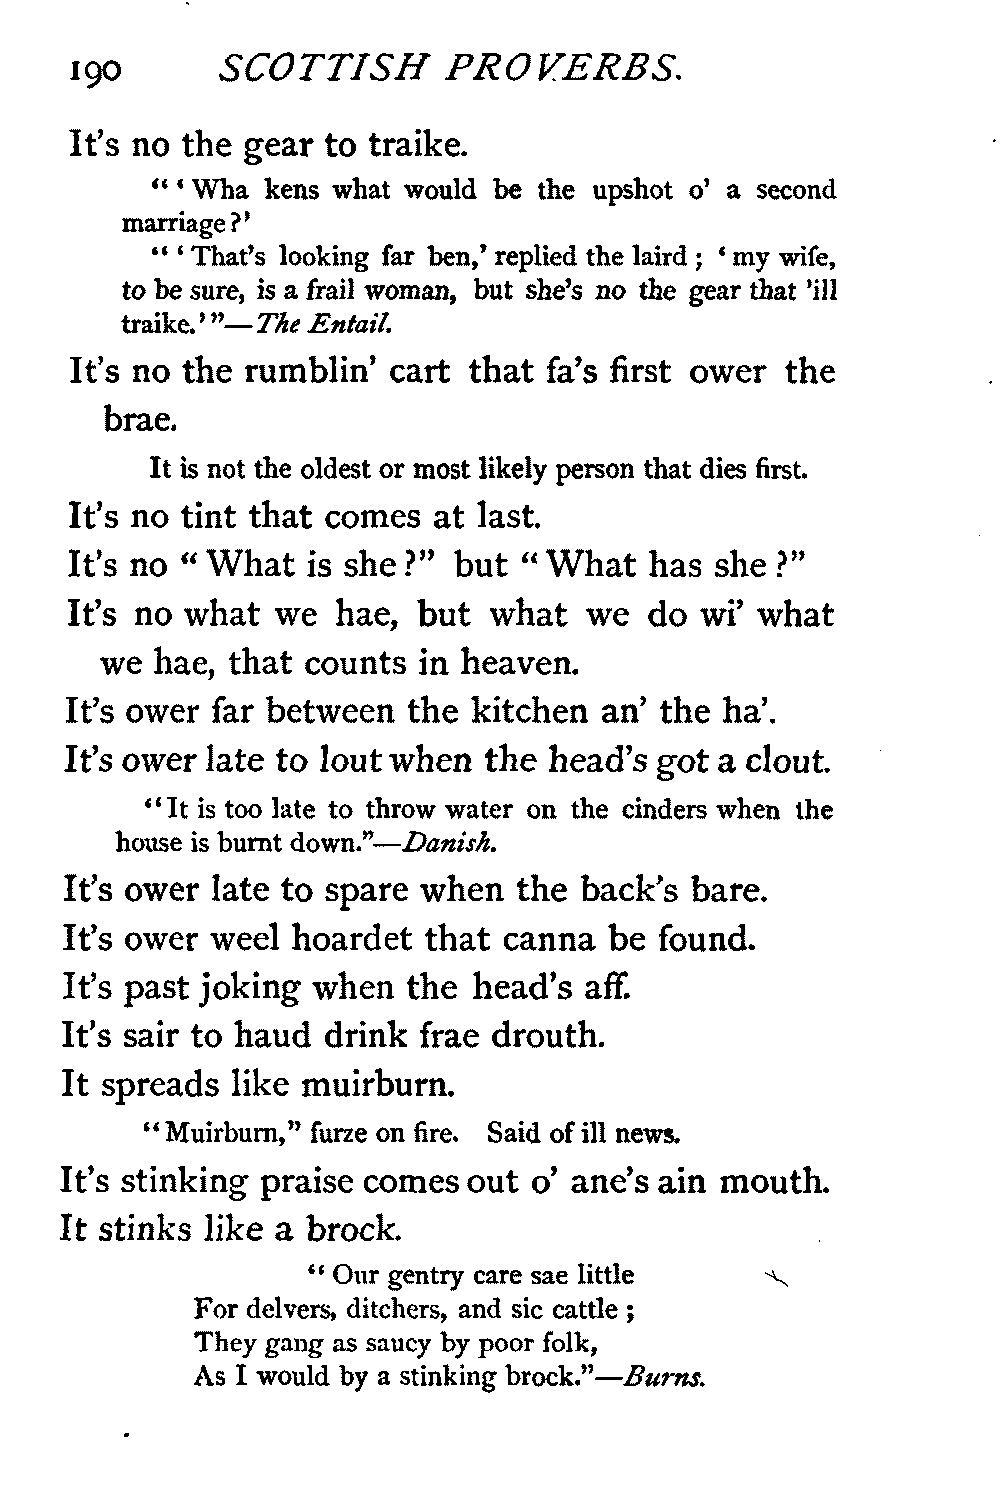 190 SCOTTISH PROVERBS.
It's no the gear to traike.
"'Wha kens what would be the upshot o' a second
marriage?'
"'That's looking far ben,' replied the laird; 'my wife,
to be sure, is a frail woman, but she's no the gear that 'ill
traike.'"—The Entail.
It's no the rumblin' cart that fa's first ower the
brae.
It is not the oldest or most likely person that dies first.
It's no tint that comes at last.
It's no "What is she?" but "What has she?"
It's no what we hae, but what we do wi' what
we hae, that counts in heaven.
It's ower far between the kitchen an' the ha'.
It's ower late to lout when the head's got a clout.
"It is too late to throw water on the cinders when the
house is burnt down."—Danish.
It's ower late to spare when the back's bare.
It's ower weel hoardet that canna be found.
It's past joking when the head's aff.
It's sair to haud drink frae drouth.
It spreads like muirburn.
"Muirburn," furze on fire. Said of ill news.
It's stinking praise comes out o' ane's ain mouth.
It stinks like a brock.
"Our gentry care sae little
For delvers, ditchers, and sic cattle;
They gang as saucy by poor folk,
As I would by a stinking brock."—Burns.